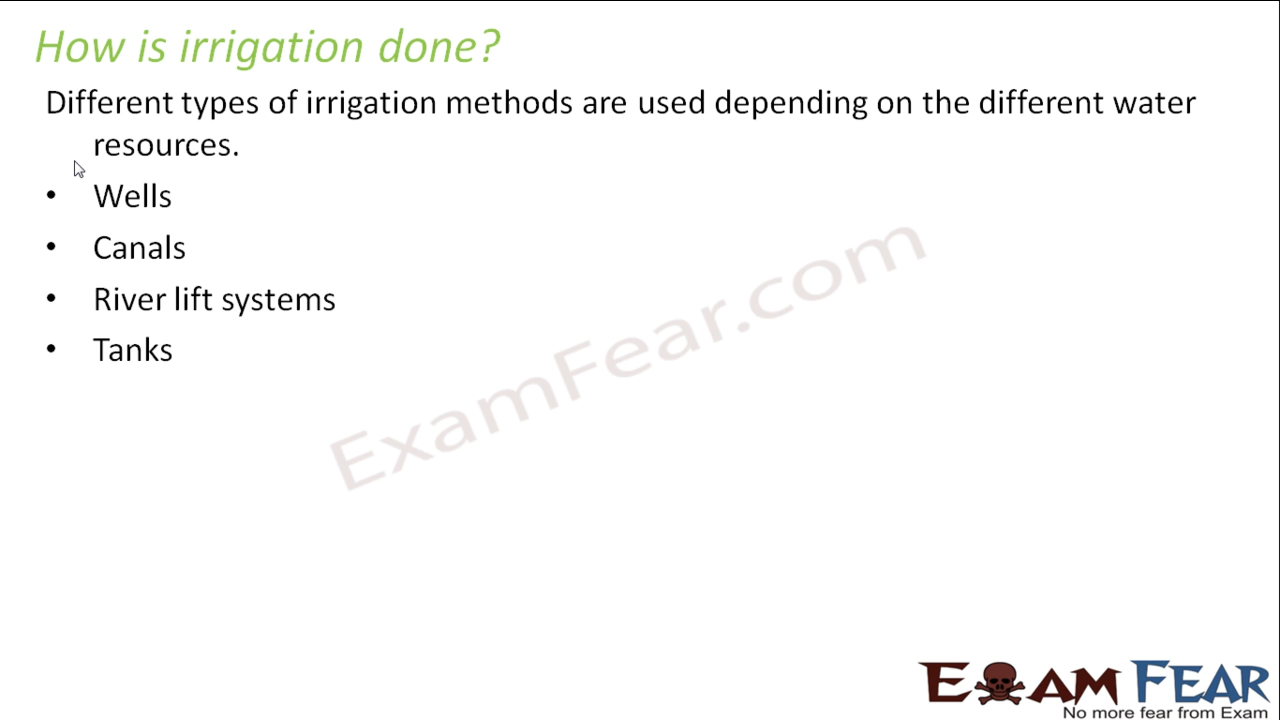 How is irrigation done?
Different types of irrigation methods are used depending on the different water
resources.
• Wells
• Canals
• River lift systems
• Tanks
ExamFear.com
EXAM FEAR
No more fear from Exam